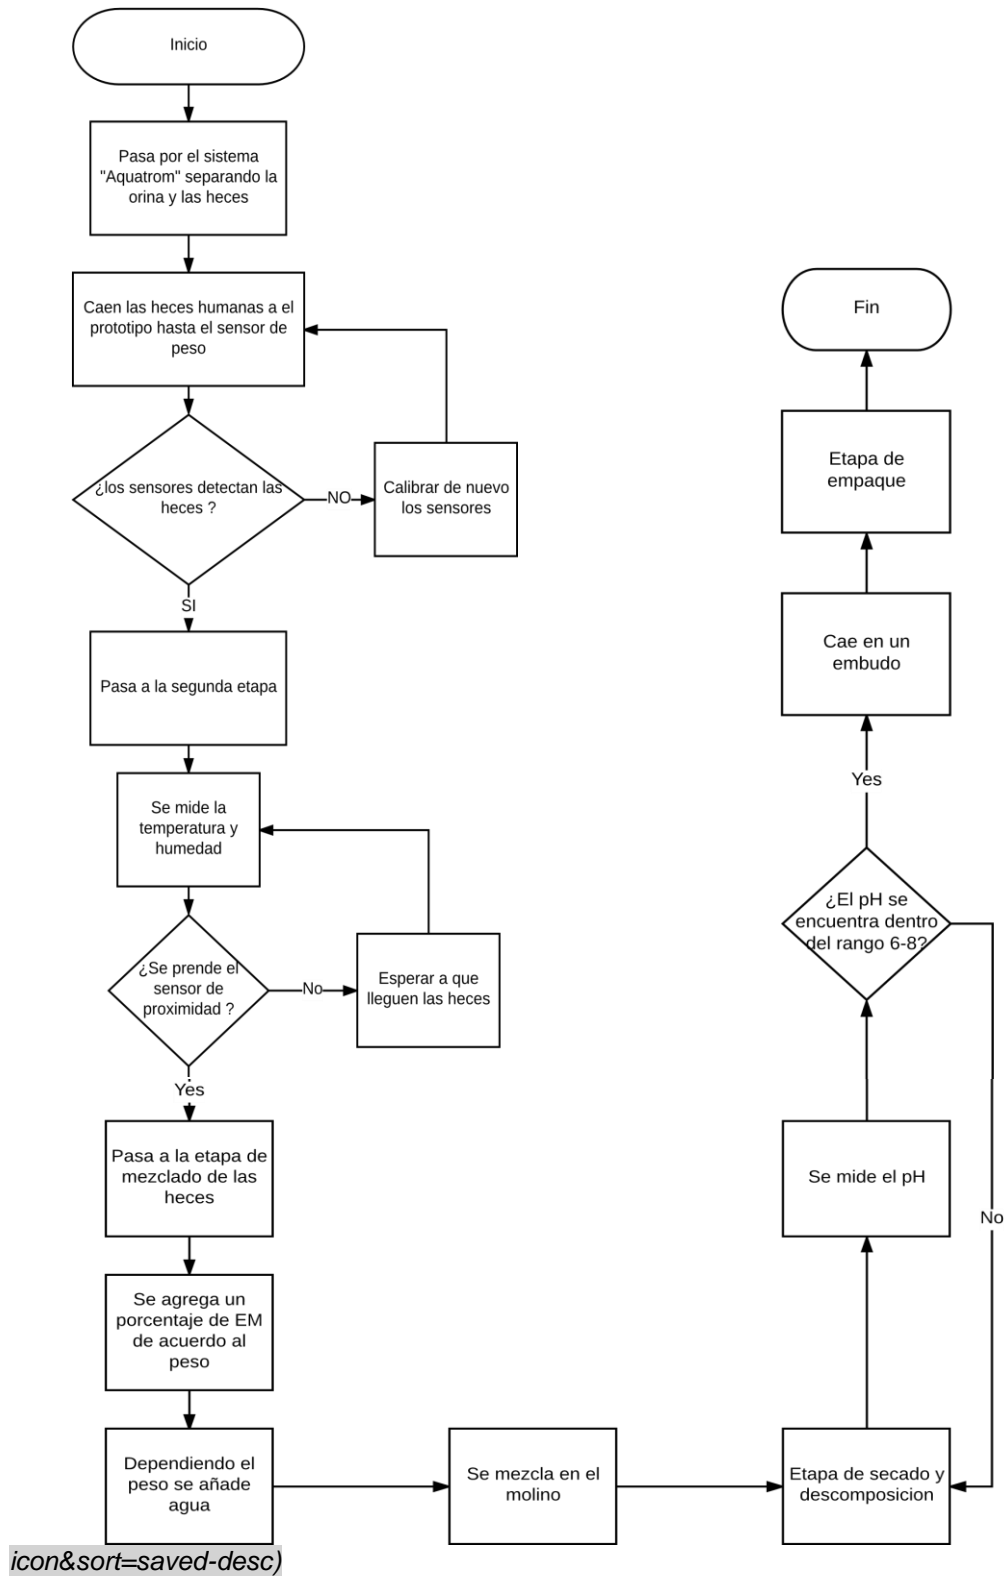 Inicio
Pasa por el sistema
"Aquatrom" separando la
orina y las heces
Caen las heces humanas a el
prototipo hasta el sensor de
peso
¿los sensores detectan las
heces ?
NO
Calibrar de nuevo
los sensores
SI
Pasa a la segunda etapa
Se mide la
temperatura y
humedad
¿Se prende el
sensor de
proximidad ?
No
Esperar a que
lleguen las heces
Yes
Pasa a la etapa de
mezclado de las
heces
Se agrega un
porcentaje de EM
de acuerdo al
peso
Dependiendo el
peso se añade
agua
Se mezcla en el
molino
Etapa de secado y
descomposicion
Se mide el pH
¿El pH se
encuentra dentro
del rango 6-8?
No
Yes
Cae en un
embudo
Etapa de
empaque
Fin
icon&sort=saved-desc)